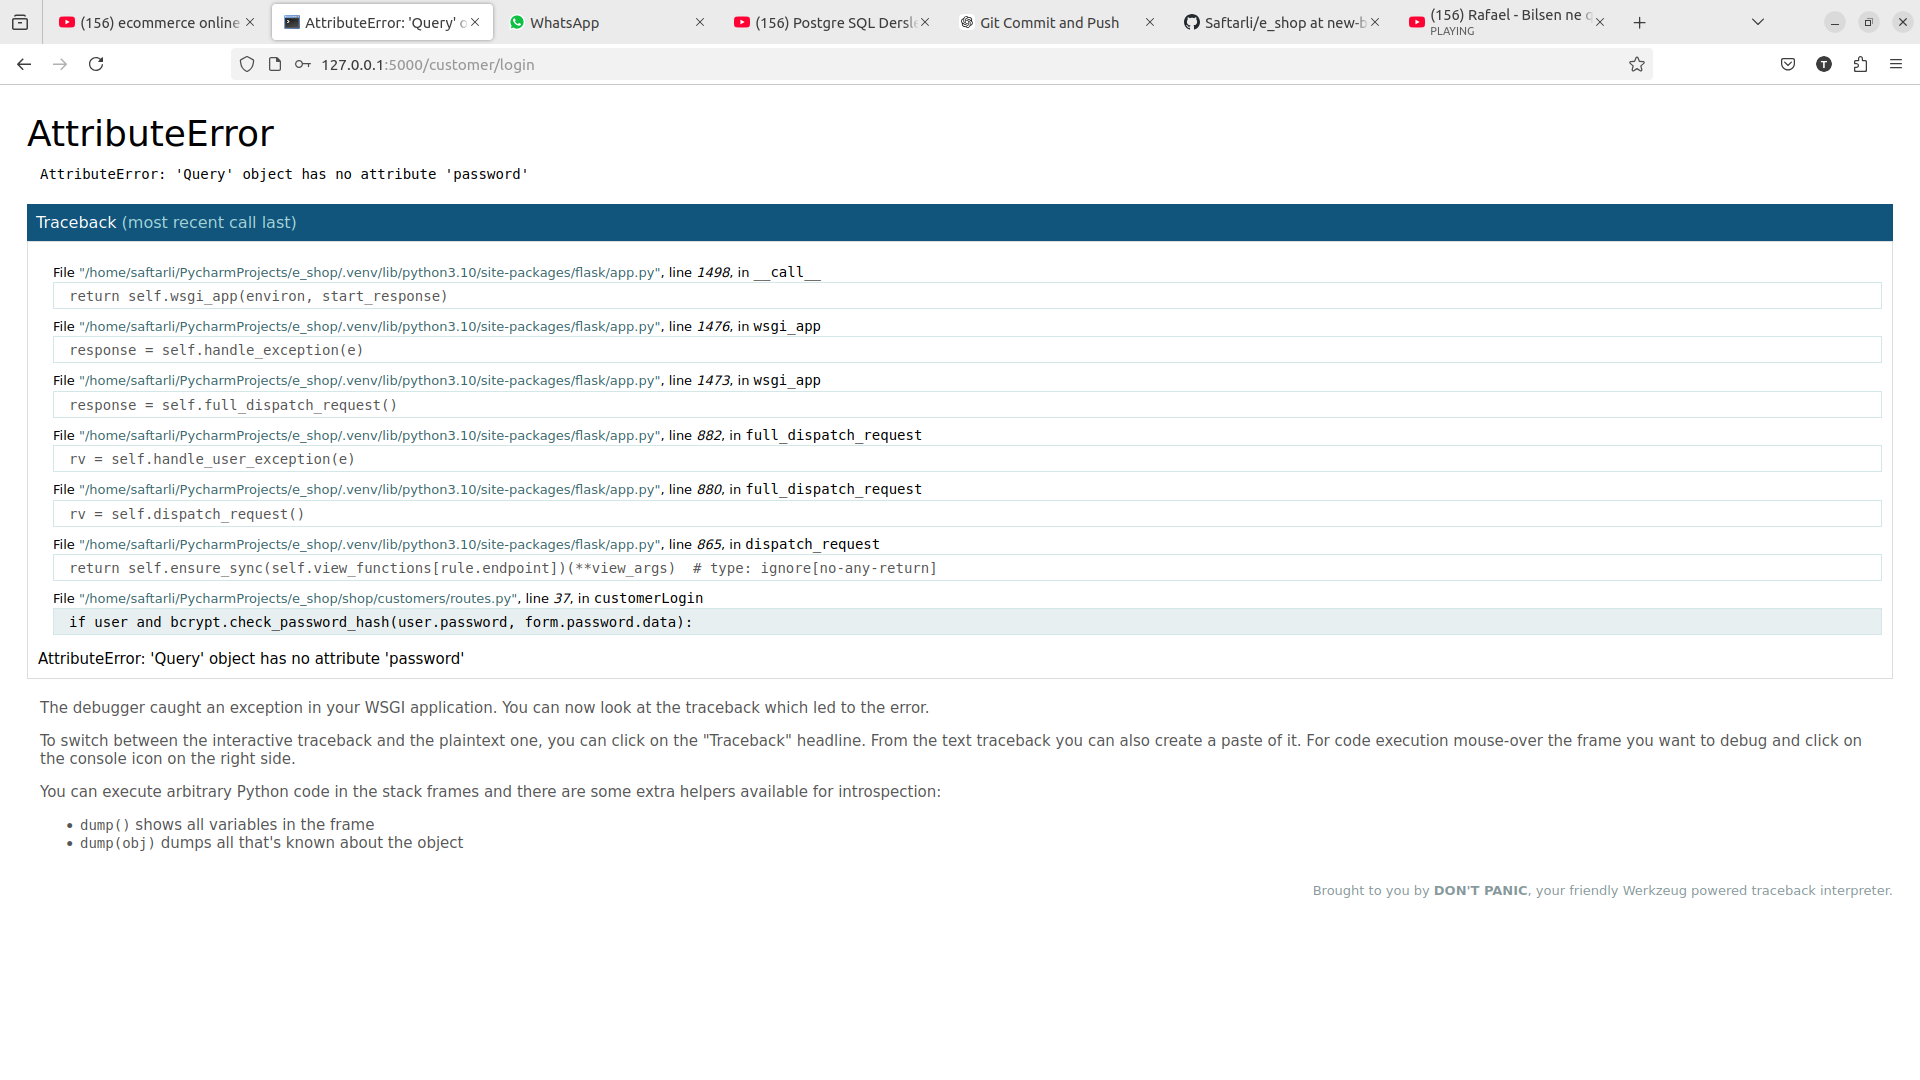 (156) ecommerce online
AttributeError: 'Query' o
WhatsApp
(156) Postgre SQL Dersle
Git Commit and Push
Saftarli/e_shop at new-b
(156) Rafael - Bilsen ne q
PLAYING
127.0.0.1:5000/customer/login
T
AttributeError
AttributeError: 'Query' object has no attribute 'password'
Traceback (most recent call last)
File "/home/saftarli/PycharmProjects/e_shop/.venv/lib/python3.10/site-packages/flask/app.py", line 1498, in __call__
return self.wsgi_app(environ, start_response)
File "/home/saftarli/PycharmProjects/e_shop/.venv/lib/python3.10/site-packages/flask/app.py", line 1476, in wsgi_app
response = self.handle_exception(e)
File "/home/saftarli/PycharmProjects/e_shop/.venv/lib/python3.10/site-packages/flask/app.py", line 1473, in wsgi_app
response = self.full_dispatch_request()
File "/home/saftarli/PycharmProjects/e_shop/.venv/lib/python3.10/site-packages/flask/app.py", line 882, in full_dispatch_request
rv = self.handle_user_exception(e)
File "/home/saftarli/PycharmProjects/e_shop/.venv/lib/python3.10/site-packages/flask/app.py", line 880, in full_dispatch_request
rv = self.dispatch_request()
File "/home/saftarli/PycharmProjects/e_shop/.venv/lib/python3.10/site-packages/flask/app.py", line 865, in dispatch_request
return self.ensure_sync(self.view_functions[rule.endpoint])(**view_args)  # type: ignore[no-any-return]
File "/home/saftarli/PycharmProjects/e_shop/shop/customers/routes.py", line 37, in customerLogin
if user and bcrypt.check_password_hash(user.password, form.password.data):
AttributeError: 'Query' object has no attribute 'password'
The debugger caught an exception in your WSGI application. You can now look at the traceback which led to the error.
To switch between the interactive traceback and the plaintext one, you can click on the "Traceback" headline. From the text traceback you can also create a paste of it. For code execution mouse-over the frame you want to debug and click on
the console icon on the right side.
You can execute arbitrary Python code in the stack frames and there are some extra helpers available for introspection:
• dump() shows all variables in the frame
• dump(obj) dumps all that's known about the object
Brought to you by DON'T PANIC, your friendly Werkzeug powered traceback interpreter.